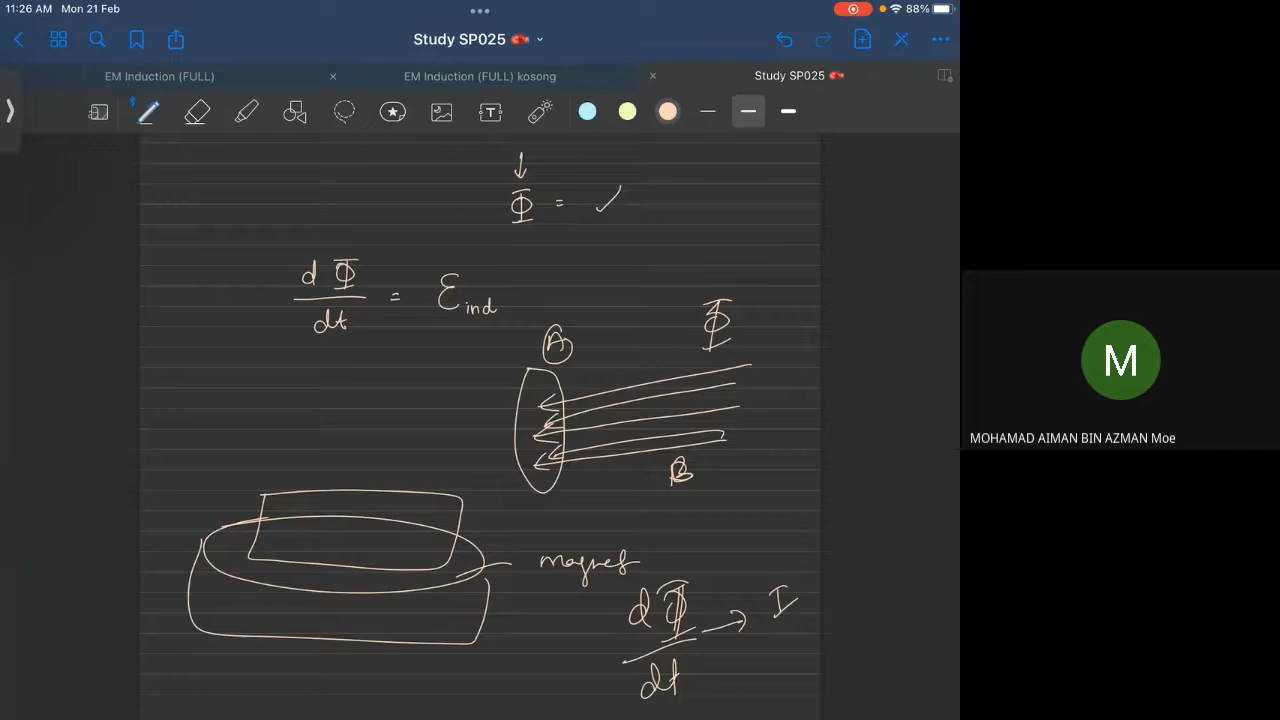 11:26 AM Mon 21 Feb
88%
Study SP025
EM Induction (FULL)
EM Induction (FULL) kosong
Study SP025
T
Φ = ✓
dΦ/dt = Ɛind
A
Φ
B
magnet
dΦ/dt → I
M
MOHAMAD AIMAN BIN AZMAN Moe